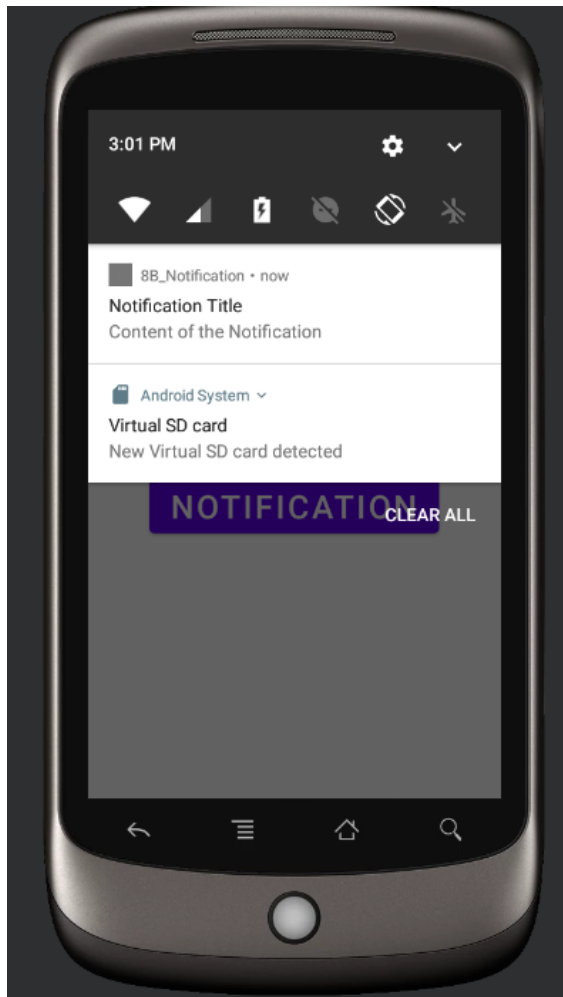 3:01 PM
8B_Notification • now
Notification Title
Content of the Notification
Android System
Virtual SD card
New Virtual SD card detected
NOTIFICATION
CLEAR ALL